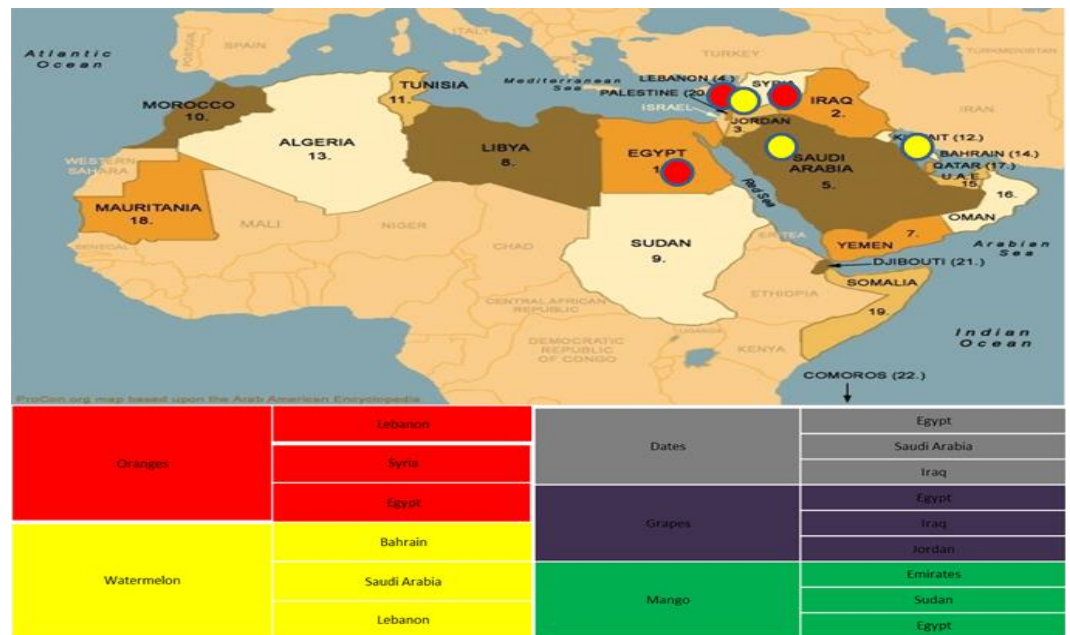 Atlantic
Ocean
PORTUGAL
SPAIN
ITALY
TURKEY
TURKMENISTAN
Mediterranean
Sea
LEBANON (4.)
PALESTINE (20
ISRAEL
JORDAN
3.
IRAQ
2.
IRAN
TUNISIA
11.
MOROCCO
10.
ALGERIA
13.
LIBYA
8.
EGYPT
WESTERN
SAHARA
MAURITANIA
18.
MALI
NIGER
CHAD
SUDAN
9.
SAUDI
ARABIA
5.
Red Sea
(12.)
BAHRAIN (14.)
QATAR (17.)
U.A.E.
15.
16.
OMAN
7.
YEMEN
Arabian
Sea
ERITREA
DJIBOUTI (21.)
SOMALIA
19.
ETHIOPIA
SENEGAL
CENTRAL AFRICAN
REPUBLIC
DEMOCRATIC
REPUBLIC
OF CONGO
UGANDA
KENYA
Indian
Ocean
COMOROS (22.)
ProCon.org map based upon the Arab American Encyclopedia
Oranges
Lebanon
Syria
Egypt
Watermelon
Bahrain
Saudi Arabia
Lebanon
Dates
Egypt
Saudi Arabia
Iraq
Grapes
Egypt
Iraq
Jordan
Mango
Emirates
Sudan
Egypt